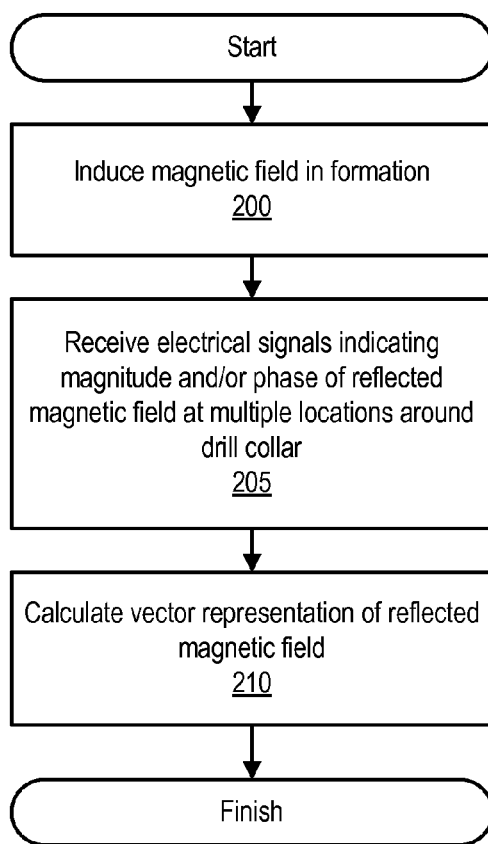 Start
Induce magnetic field in formation
200
Receive electrical signals indicating
magnitude and/or phase of reflected
magnetic field at multiple locations around
drill collar
205
Calculate vector representation of reflected
magnetic field
210
Finish